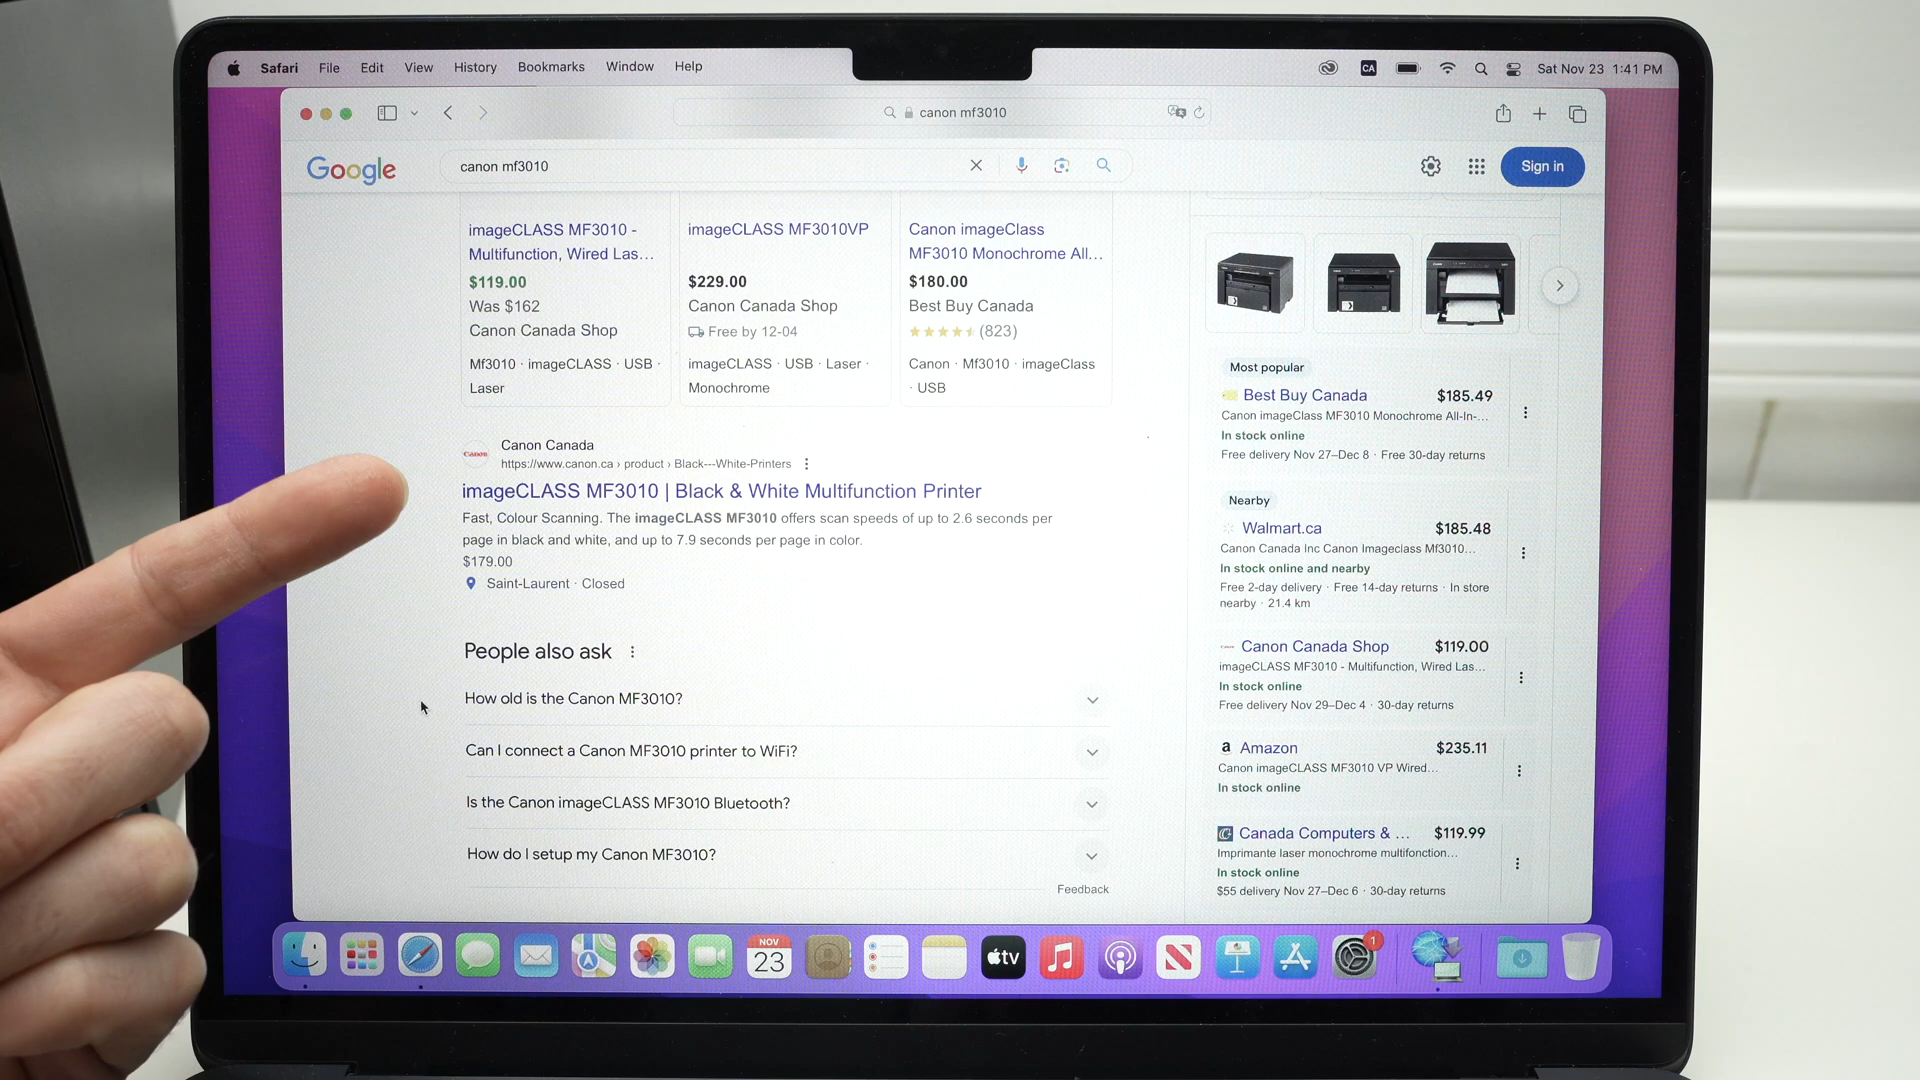 Safari File Edit View History Bookmarks Window Help
CA
Sat Nov 23 1:41 PM
canon mf3010
Google
canon mf3010
Sign in
imageCLASS MF3010 -
Multifunction, Wired Las...
$119.00
Was $162
Canon Canada Shop
Mf3010 · imageCLASS · USB ·
Laser
imageCLASS MF3010VP
$229.00
Canon Canada Shop
Free by 12-04
imageCLASS · USB · Laser ·
Monochrome
Canon imageClass
MF3010 Monochrome All...
$180.00
Best Buy Canada
(823)
Canon · Mf3010 · imageClass
· USB
Canon
Canon Canada
https://www.canon.ca › product › Black---White-Printers
imageCLASS MF3010 | Black & White Multifunction Printer
Fast, Colour Scanning. The imageCLASS MF3010 offers scan speeds of up to 2.6 seconds per
page in black and white, and up to 7.9 seconds per page in color.
$179.00
Saint-Laurent · Closed
People also ask
How old is the Canon MF3010?
Can I connect a Canon MF3010 printer to WiFi?
Is the Canon imageCLASS MF3010 Bluetooth?
How do I setup my Canon MF3010?
Feedback
Most popular
Best Buy Canada $185.49
Canon imageClass MF3010 Monochrome All-In-...
In stock online
Free delivery Nov 27–Dec 8 · Free 30-day returns
Nearby
Walmart.ca $185.48
Canon Canada Inc Canon Imageclass Mf3010...
In stock online and nearby
Free 2-day delivery · Free 14-day returns · In store
nearby · 21.4 km
Canon Canada Shop $119.00
imageCLASS MF3010 - Multifunction, Wired Las...
In stock online
Free delivery Nov 29–Dec 4 · 30-day returns
a Amazon $235.11
Canon imageCLASS MF3010 VP Wired...
In stock online
Canada Computers & ... $119.99
Imprimante laser monochrome multifonction...
In stock online
$55 delivery Nov 27–Dec 6 · 30-day returns
NOV
23
tv
1